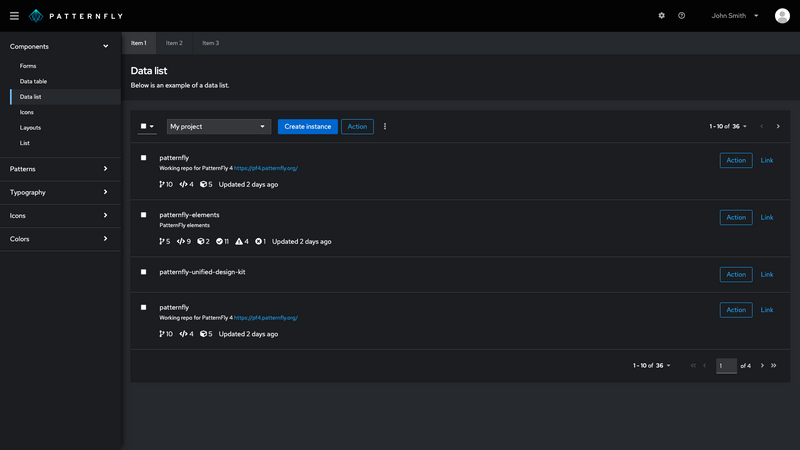 PATTERNFLY
John Smith
Components
Forms
Data table
Data list
Icons
Layouts
List
Patterns
Typography
Icons
Colors
Item 1 Item 2 Item 3
Data list
Below is an example of a data list.
My project Create instance Action 1 - 10 of 36
patternfly
Working repo for PatternFly 4 https://pf4.patternfly.org/
10 4 5 Updated 2 days ago
Action Link
patternfly-elements
PatternFly elements
5 9 2 11 4 1 Updated 2 days ago
Action Link
patternfly-unified-design-kit
Action Link
patternfly
Working repo for PatternFly 4 https://pf4.patternfly.org/
10 4 5 Updated 2 days ago
Action Link
1 - 10 of 36 1 of 4